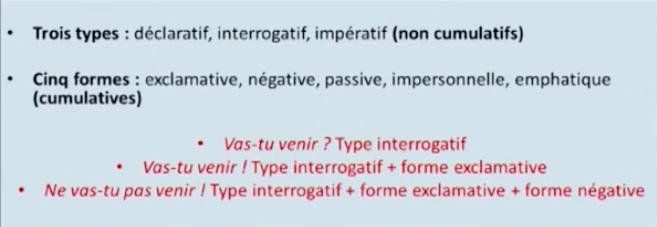 • Trois types : déclaratif, interrogatif, impératif (non cumulatifs)
• Cinq formes : exclamative, négative, passive, impersonnelle, emphatique
(cumulatives)
• Vas-tu venir ? Type interrogatif
• Vas-tu venir ! Type interrogatif + forme exclamative
• Ne vas-tu pas venir ! Type interrogatif + forme exclamative + forme négative